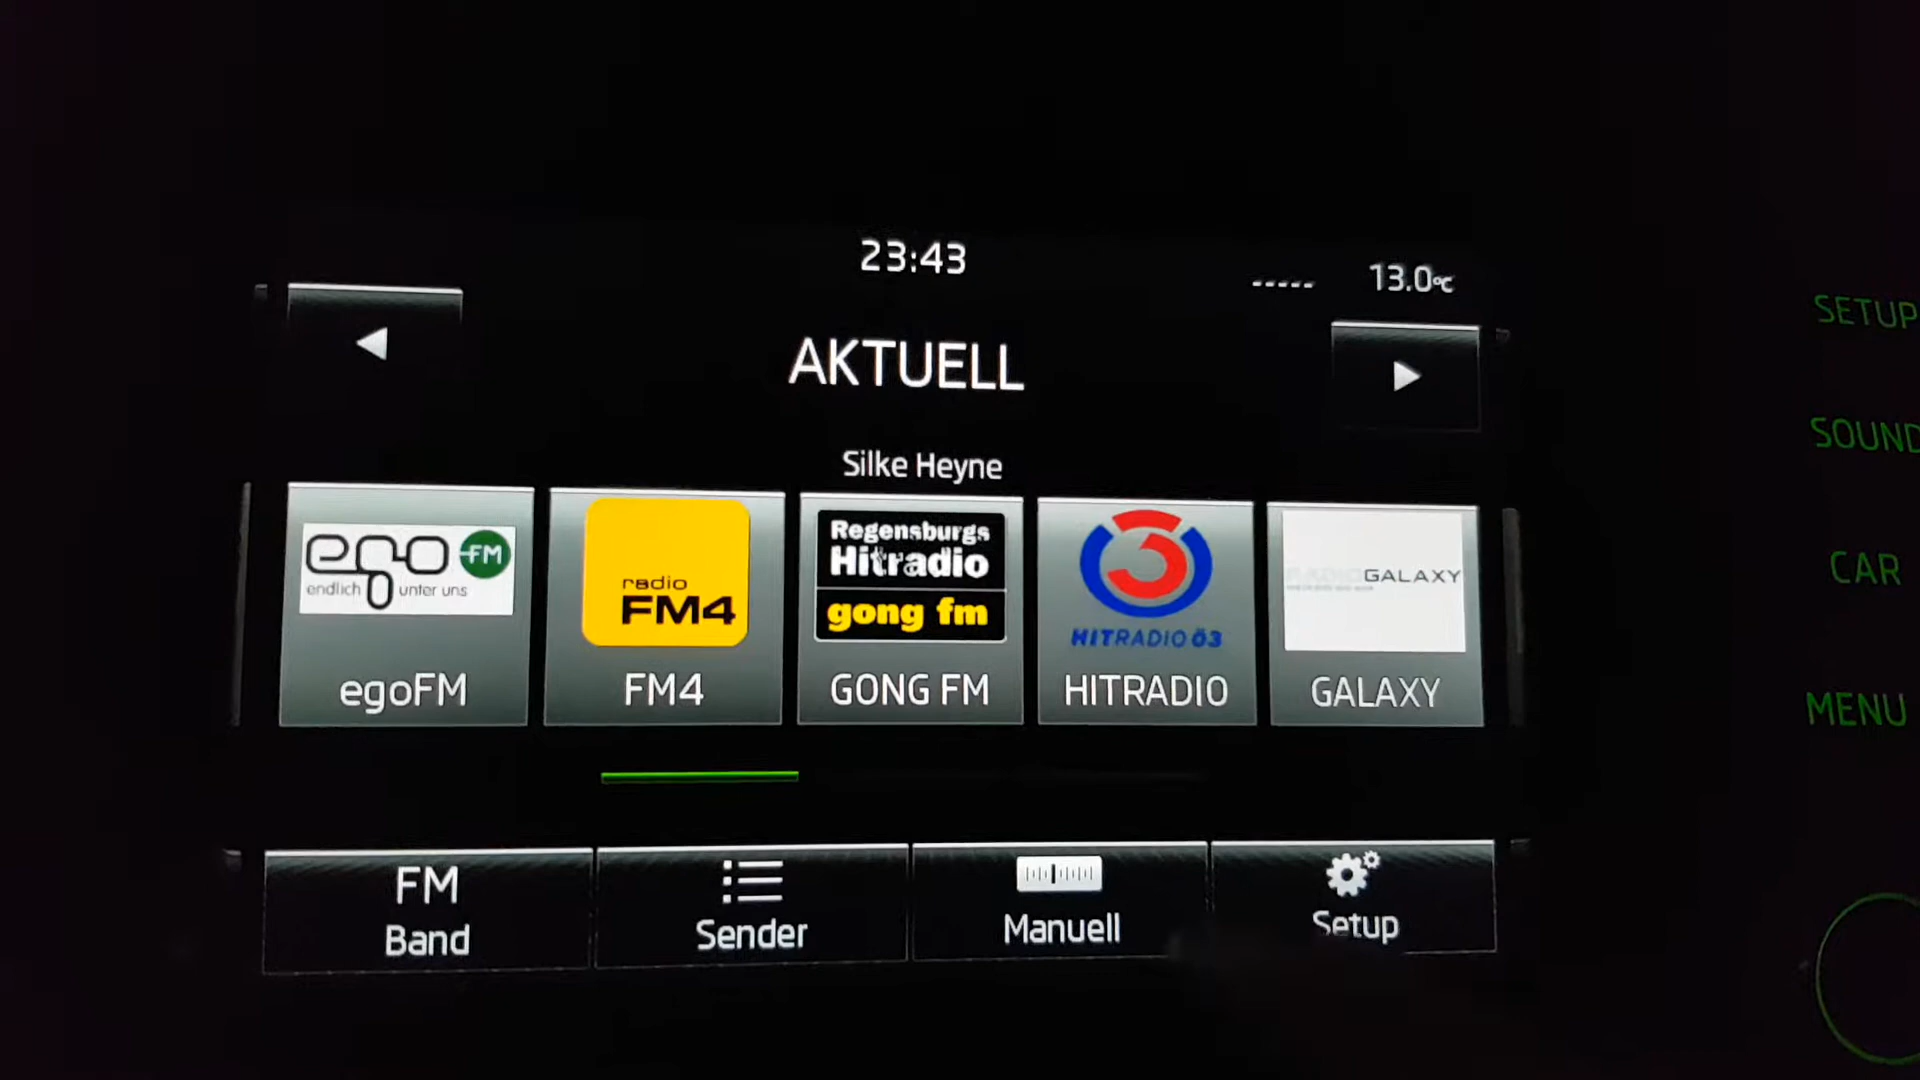 23:43
-----
13.0°C
AKTUELL
Silke Heyne
ego FM
endlich unter uns
radio
FM4
Regensburgs
Hitradio
gong fm
HITRADIO Ö3
GALAXY
egoFM
FM4
GONG FM
HITRADIO
GALAXY
FM
Band
Sender
Manuell
Setup
SETUP
SOUND
CAR
MENU